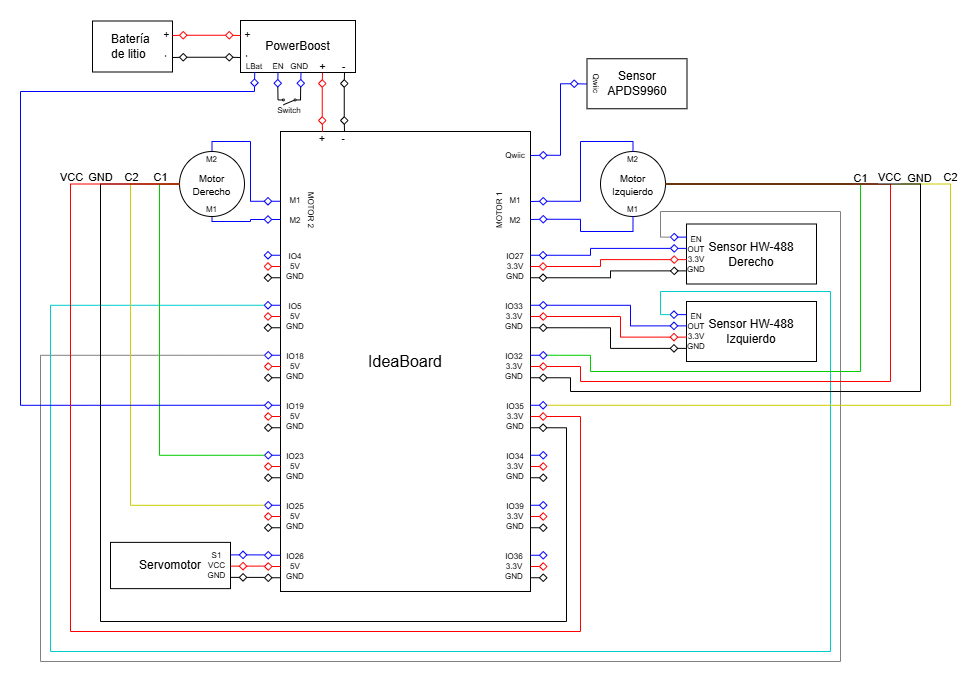 Batería
de litio
+
-
+
-
PowerBoost
LBat
EN
GND
+
-
Switch
Sensor
APDS9960
Qwiic
+
-
Qwiic
M2
Motor
Derecho
M1
VCC
GND
C2
C1
M1
M2
MOTOR 2
MOTOR 1
M1
M2
M2
Motor
Izquierdo
M1
C1
VCC
GND
C2
IO4
5V
GND
IO5
5V
GND
IO18
5V
GND
IO19
5V
GND
IO23
5V
GND
IO25
5V
GND
IO26
5V
GND
IdeaBoard
IO27
3.3V
GND
IO33
3.3V
GND
IO32
3.3V
GND
IO35
3.3V
GND
IO34
3.3V
GND
IO39
3.3V
GND
IO36
3.3V
GND
EN
OUT
3.3V
GND
Sensor HW-488
Derecho
EN
OUT
3.3V
GND
Sensor HW-488
Izquierdo
Servomotor
S1
VCC
GND